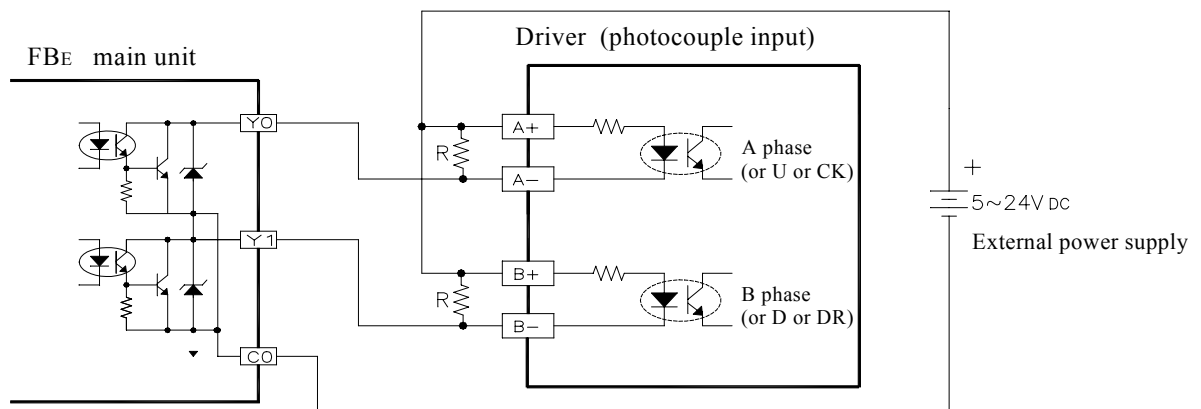 Driver (photocouple input)
FBE main unit
Y0
A+
R
A-
A phase
(or U or CK)
+
5~24V DC
External power supply
Y1
B+
R
B-
B phase
(or D or DR)
C0